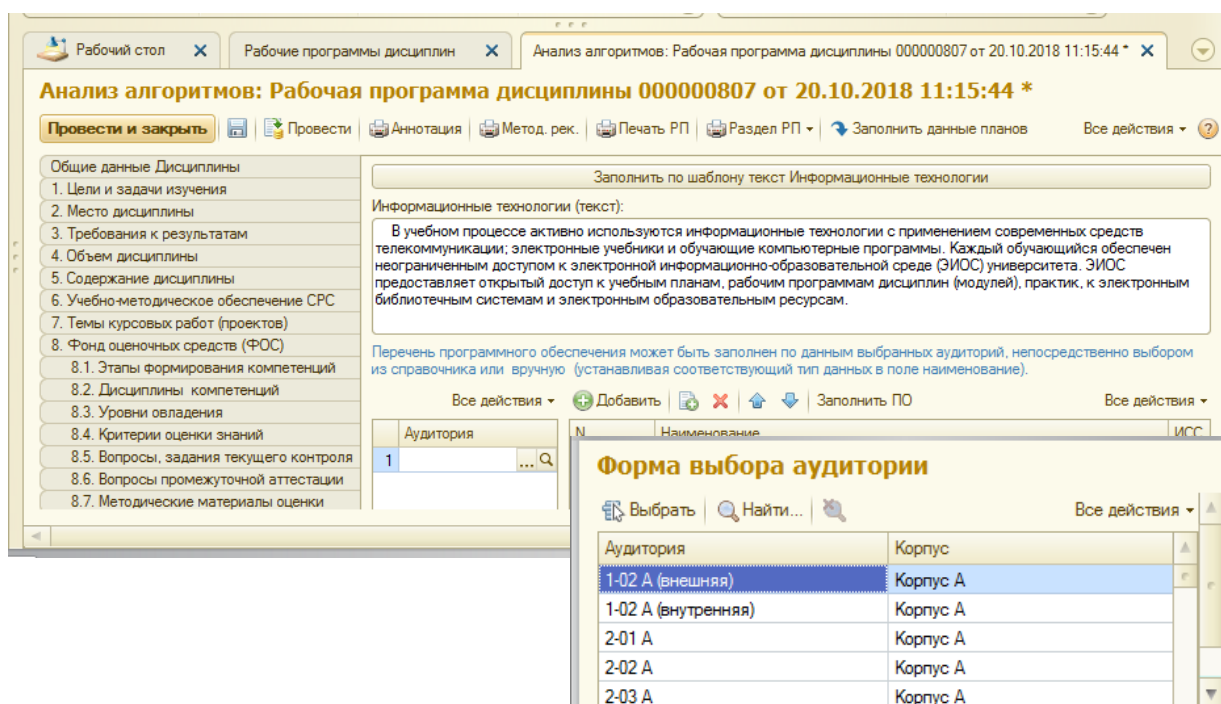 Рабочий стол
Рабочие программы дисциплин
Анализ алгоритмов: Рабочая программа дисциплины 000000807 от 20.10.2018 11:15:44 *
Анализ алгоритмов: Рабочая программа дисциплины 000000807 от 20.10.2018 11:15:44 *
Провести и закрыть
Провести
Аннотация
Метод. рек.
Печать РП
Раздел РП
Заполнить данные планов
Все действия
Общие данные Дисциплины
1. Цели и задачи изучения
2. Место дисциплины
3. Требования к результатам
4. Объем дисциплины
5. Содержание дисциплины
6. Учебно-методическое обеспечение СРС
7. Темы курсовых работ (проектов)
8. Фонд оценочных средств (ФОС)
8.1. Этапы формирования компетенций
8.2. Дисциплины компетенций
8.3. Уровни овладения
8.4. Критерии оценки знаний
8.5. Вопросы, задания текущего контроля
8.6. Вопросы промежуточной аттестации
8.7. Методические материалы оценки
Заполнить по шаблону текст Информационные технологии
Информационные технологии (текст):
В учебном процессе активно используются информационные технологии с применением современных средств
телекоммуникации; электронные учебники и обучающие компьютерные программы. Каждый обучающийся обеспечен
неограниченным доступом к электронной информационно-образовательной среде (ЭИОС) университета. ЭИОС
предоставляет открытый доступ к учебным планам, рабочим программам дисциплин (модулей), практик, к электронным
библиотечным системам и электронным образовательным ресурсам.
Перечень программного обеспечения может быть заполнен по данным выбранных аудиторий, непосредственно выбором
из справочника или вручную (устанавливая соответствующий тип данных в поле наименование).
Все действия
Добавить
Заполнить ПО
Все действия
Аудитория
N
Наименование
ИСС
1
...
Форма выбора аудитории
Выбрать
Найти...
Все действия
Аудитория Корпус
1-02 А (внешняя) Корпус А
1-02 А (внутренняя) Корпус А
2-01 А Корпус А
2-02 А Корпус А
2-03 А Корпус А